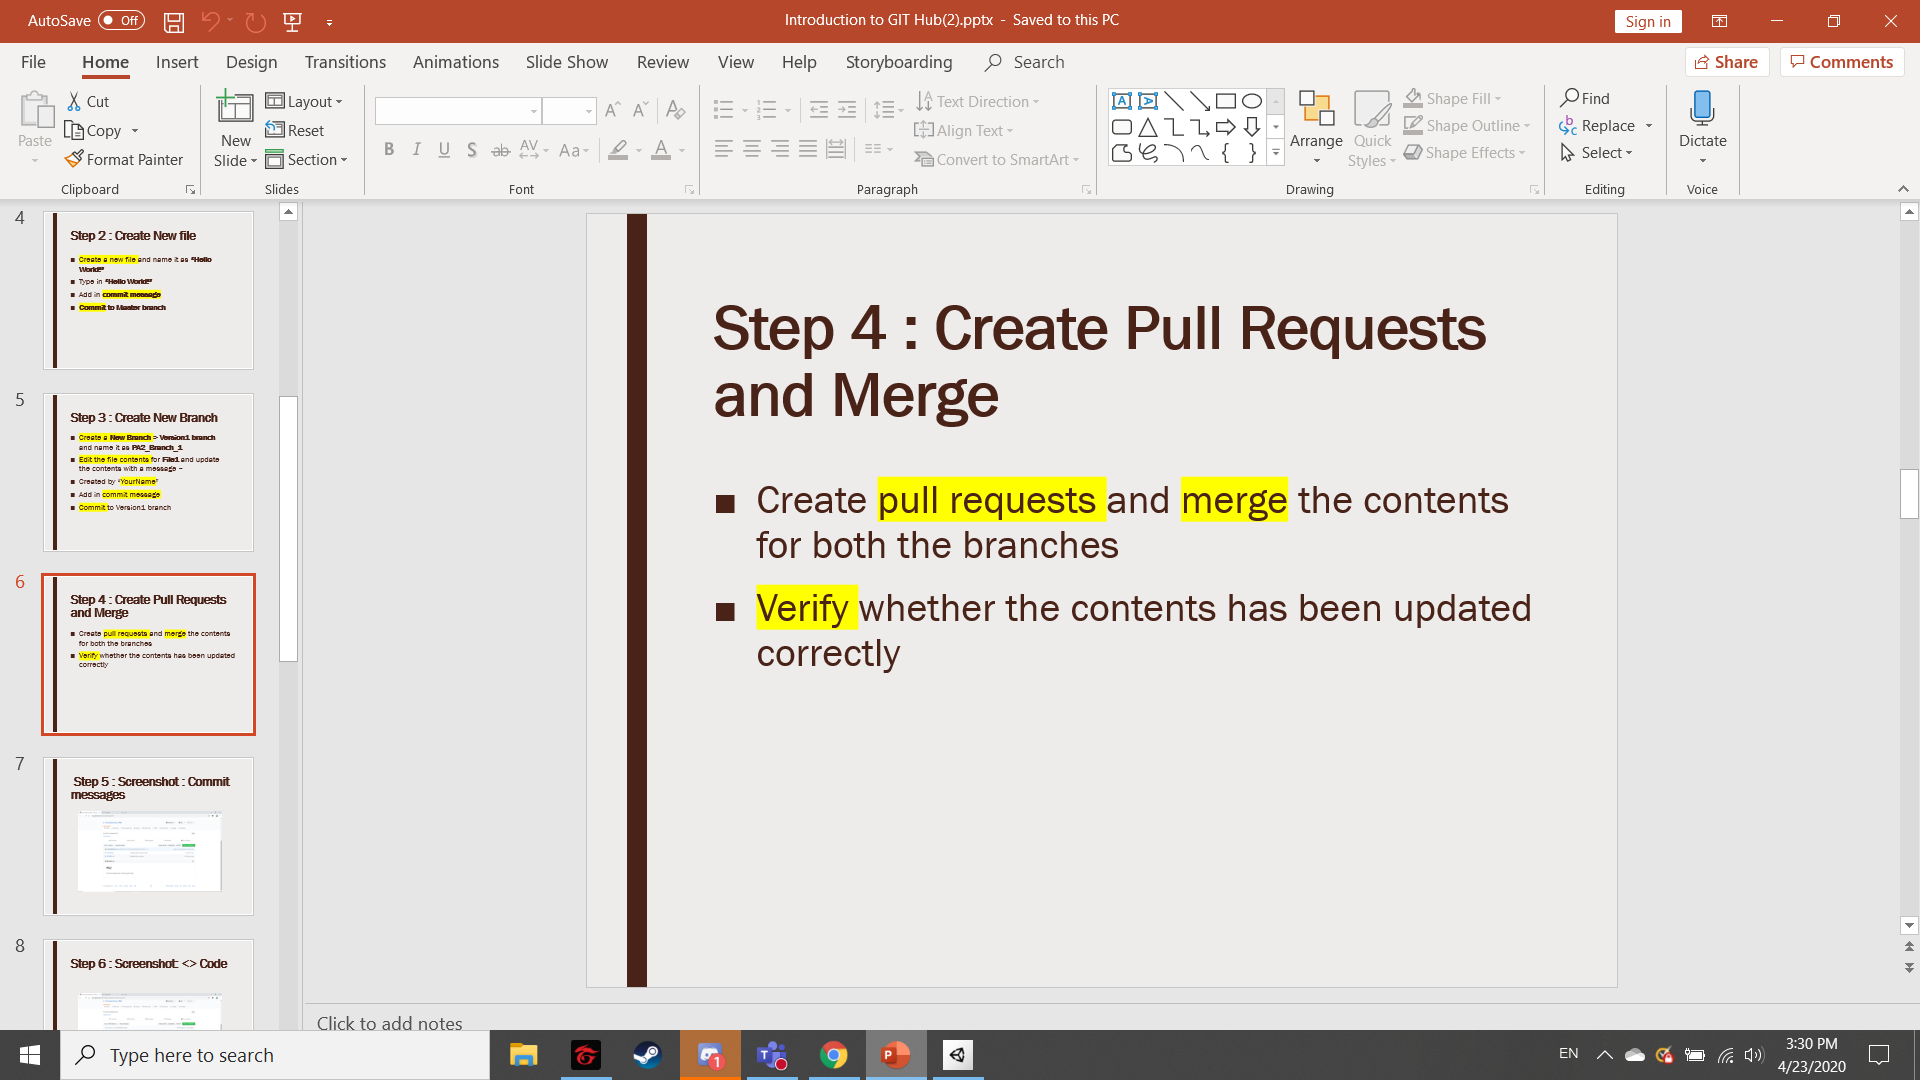 AutoSave Off
Introduction to GIT Hub(2).pptx - Saved to this PC
Sign in
File Home Insert Design Transitions Animations Slide Show Review View Help Storyboarding Search
Share Comments
Paste
Cut
Copy
Format Painter
Clipboard
New
Slide
Layout
Reset
Section
Slides
B I U S ab AV Aa A
Font
Text Direction
Align Text
Convert to SmartArt
Paragraph
Arrange
Quick
Styles
Shape Fill
Shape Outline
Shape Effects
Drawing
Find
Replace
Select
Editing
Dictate
Voice
4
Step 2 : Create New file
Create a new file and name it as “Hello
World!”
Type in “Hello World!”
Add in commit message
Commit to Master branch
5
Step 3 : Create New Branch
Create a New Branch > Version1 branch
and name it as PA2_Branch_1
Edit the file contents for File1 and update
the contents with a message –
Created by ‘YourName’
Add in commit message
Commit to Version1 branch
6
Step 4 : Create Pull Requests
and Merge
Create pull requests and merge the contents
for both the branches
Verify whether the contents has been updated
correctly
7
Step 5 : Screenshot : Commit
messages
8
Step 6 : Screenshot: <> Code
Step 4 : Create Pull Requests
and Merge
■ Create pull requests and merge the contents
for both the branches
■ Verify whether the contents has been updated
correctly
Click to add notes
Type here to search
1
EN
3:30 PM
4/23/2020